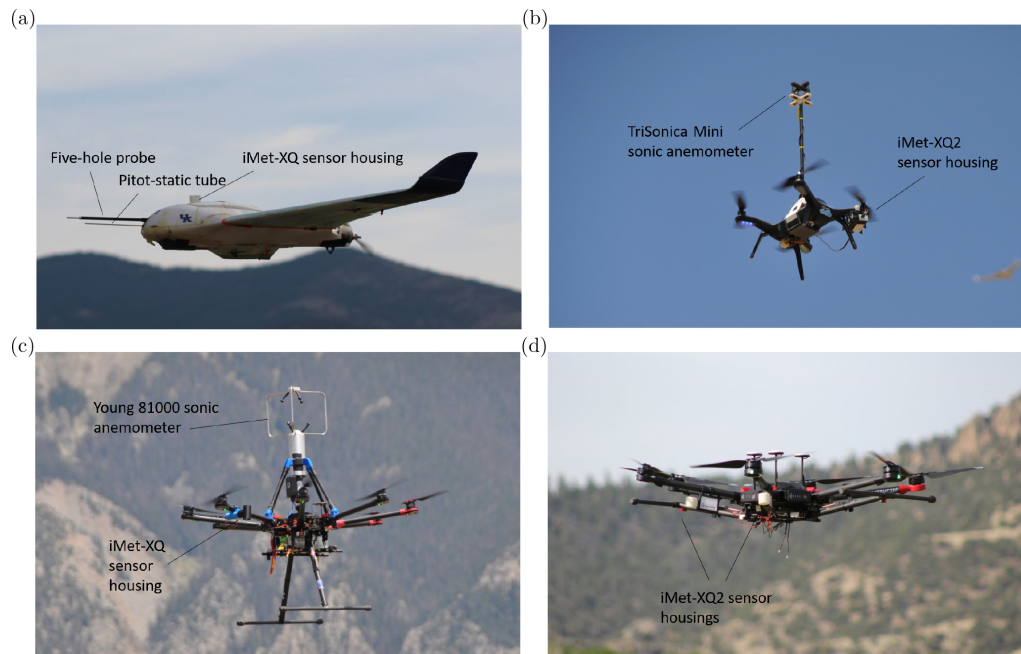 (a)
Five-hole probe
Pitot-static tube
iMet-XQ sensor housing
UK
(b)
TriSonica Mini
sonic anemometer
iMet-XQ2
sensor housing
(c)
Young 81000 sonic
anemometer
iMet-XQ
sensor
housing
(d)
iMet-XQ2 sensor
housings